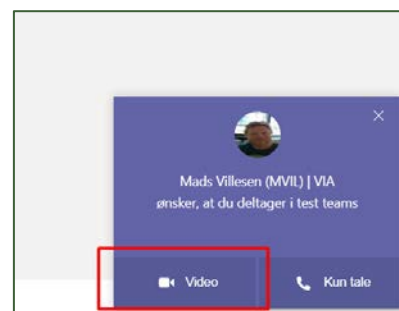 Mads Villesen (MVIL) | VIA
ønsker, at du deltager i test teams
Video
Kun tale